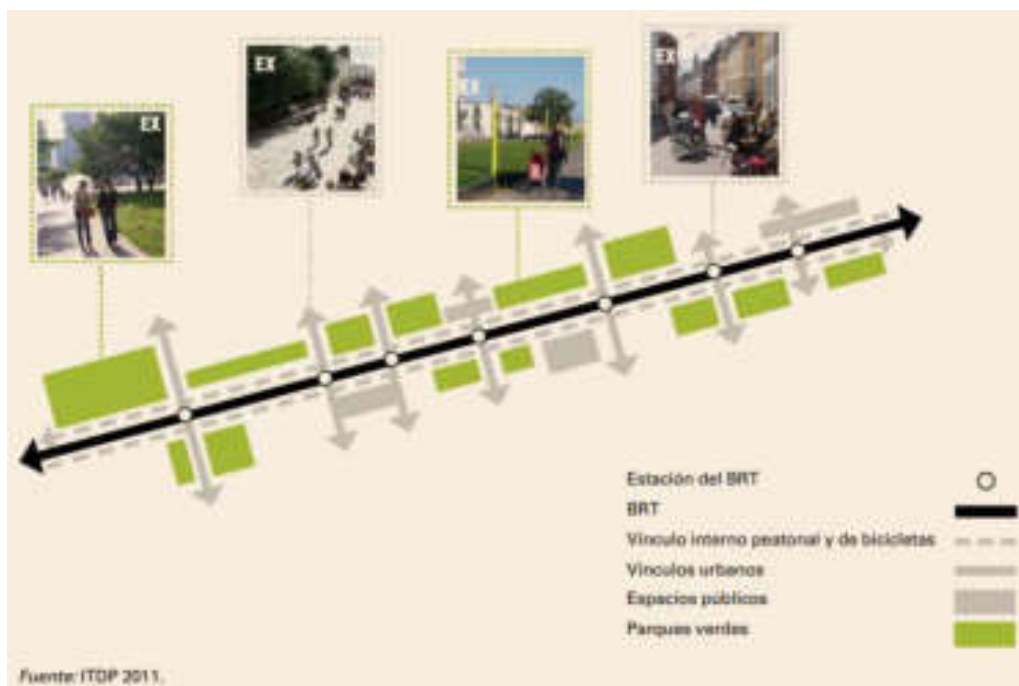 EX
EX
EX
EX
Estación del BRT
BRT
Vínculo interno peatonal y de bicicletas
Vínculos urbanos
Espacios públicos
Parques verdes
Fuente: ITDP 2011.